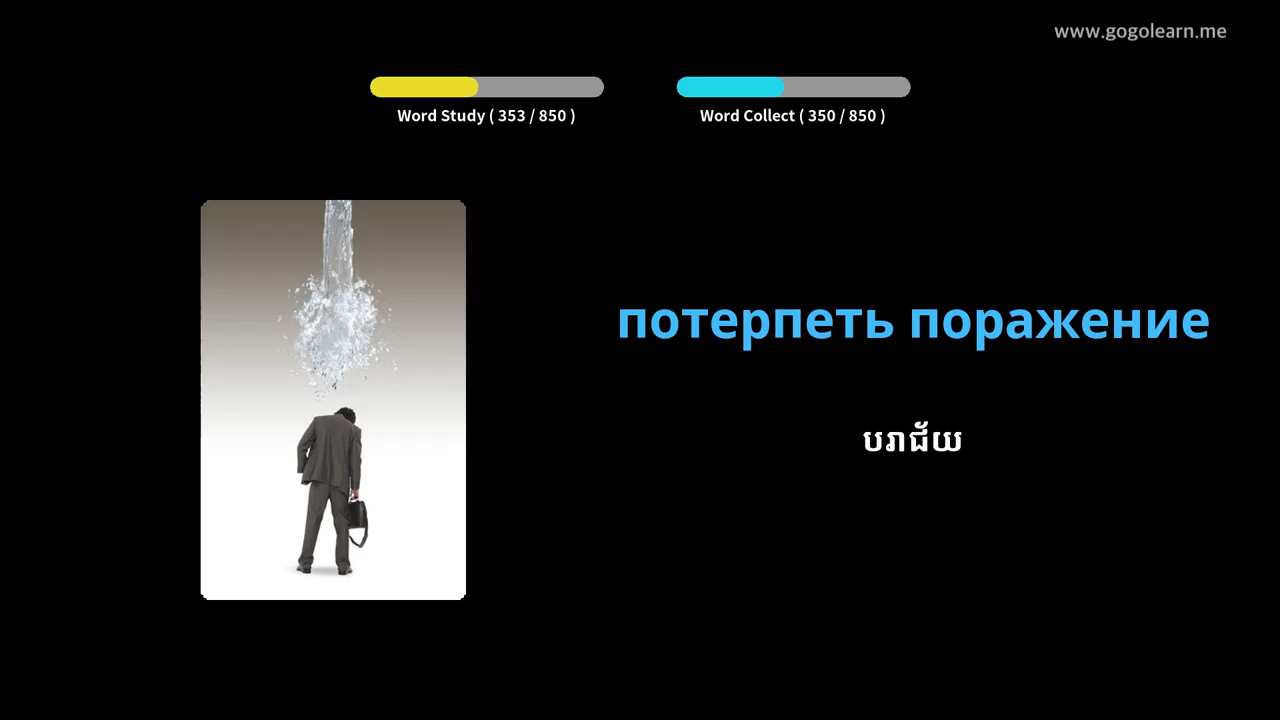 www.gogolearn.me
Word Study ( 353 / 850 )
Word Collect ( 350 / 850 )
потерпеть поражение
បរាជ័យ